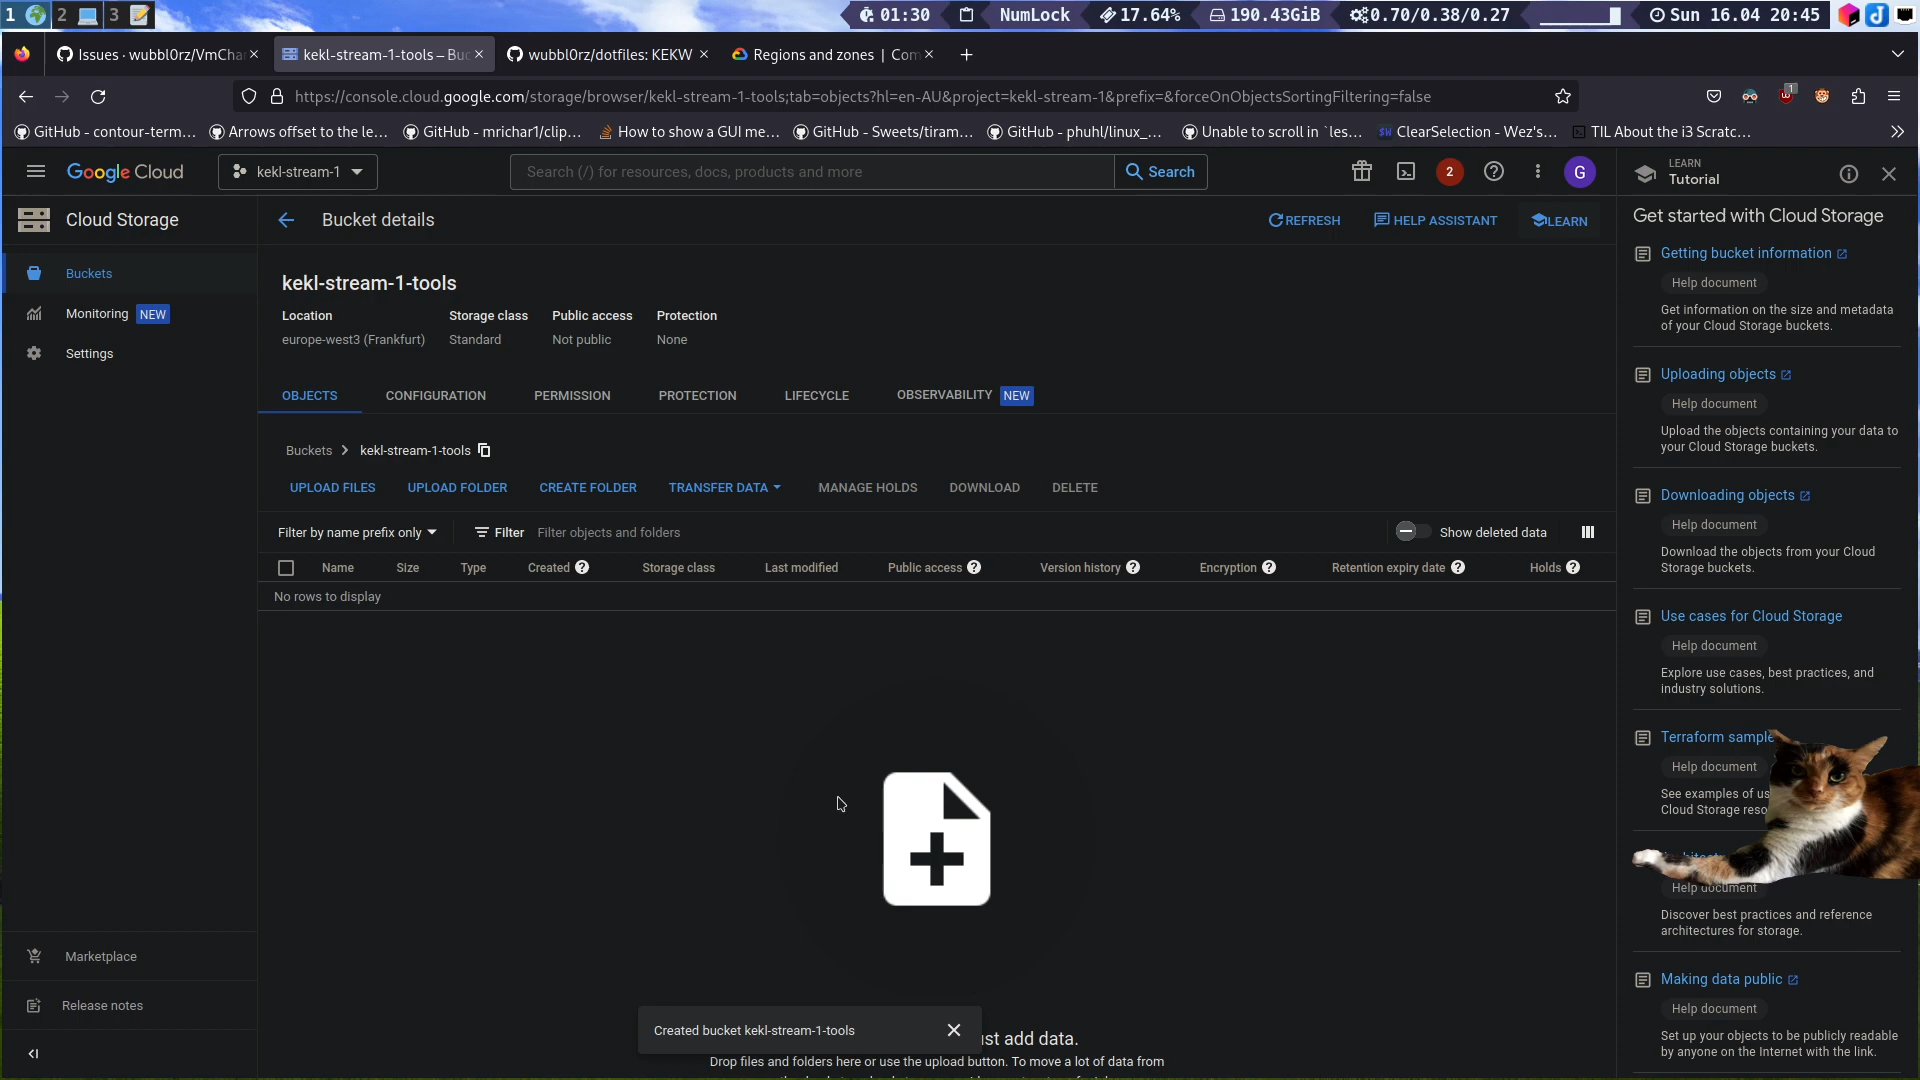 1 2 3 01:30 NumLock 17.64% 190.43GiB 0.70/0.38/0.27 Sun 16.04 20:45
Issues · wubbl0rz/VmCha kekl-stream-1-tools – Buc wubbl0rz/dotfiles: KEKW Regions and zones | Com
https://console.cloud.google.com/storage/browser/kekl-stream-1-tools;tab=objects?hl=en-AU&project=kekl-stream-1&prefix=&forceOnObjectsSortingFiltering=false 1
GitHub - contour-term... Arrows offset to the le... GitHub - mrichar1/clip... How to show a GUI me... GitHub - Sweets/tiram... GitHub - phuhl/linux_... Unable to scroll in `les... ClearSelection - Wez's... TIL About the i3 Scratc...
Google Cloud kekl-stream-1 Search (/) for resources, docs, products and more Search 2 G
LEARN
Tutorial
Cloud Storage
Buckets
Monitoring NEW
Settings
Marketplace
Release notes
Bucket details REFRESH HELP ASSISTANT LEARN
kekl-stream-1-tools
Location Storage class Public access Protection
europe-west3 (Frankfurt) Standard Not public None
OBJECTS CONFIGURATION PERMISSION PROTECTION LIFECYCLE OBSERVABILITY NEW
Buckets kekl-stream-1-tools
UPLOAD FILES UPLOAD FOLDER CREATE FOLDER TRANSFER DATA MANAGE HOLDS DOWNLOAD DELETE
Filter by name prefix only Filter Filter objects and folders Show deleted data
Name Size Type Created Storage class Last modified Public access Version history Encryption Retention expiry date Holds
No rows to display
Created bucket kekl-stream-1-tools
ust add data.
Drop files and folders here or use the upload button. To move a lot of data from
Get started with Cloud Storage
Getting bucket information
Help document
Get information on the size and metadata
of your Cloud Storage buckets.
Uploading objects
Help document
Upload the objects containing your data to
your Cloud Storage buckets.
Downloading objects
Help document
Download the objects from your Cloud
Storage buckets.
Use cases for Cloud Storage
Help document
Explore use cases, best practices, and
industry solutions.
Terraform sample
Help document
See examples of us
Cloud Storage reso
Help document
Discover best practices and reference
architectures for storage.
Making data public
Help document
Set up your objects to be publicly readable
by anyone on the Internet with the link.